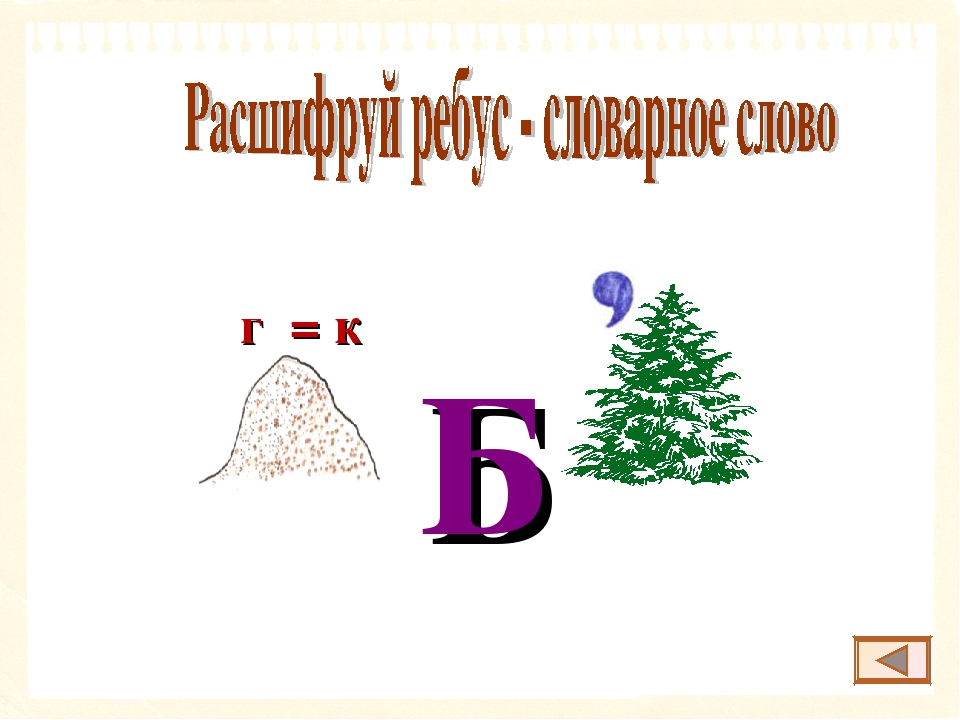 Расшифруй ребус - словарное слово
г = к
,
Б